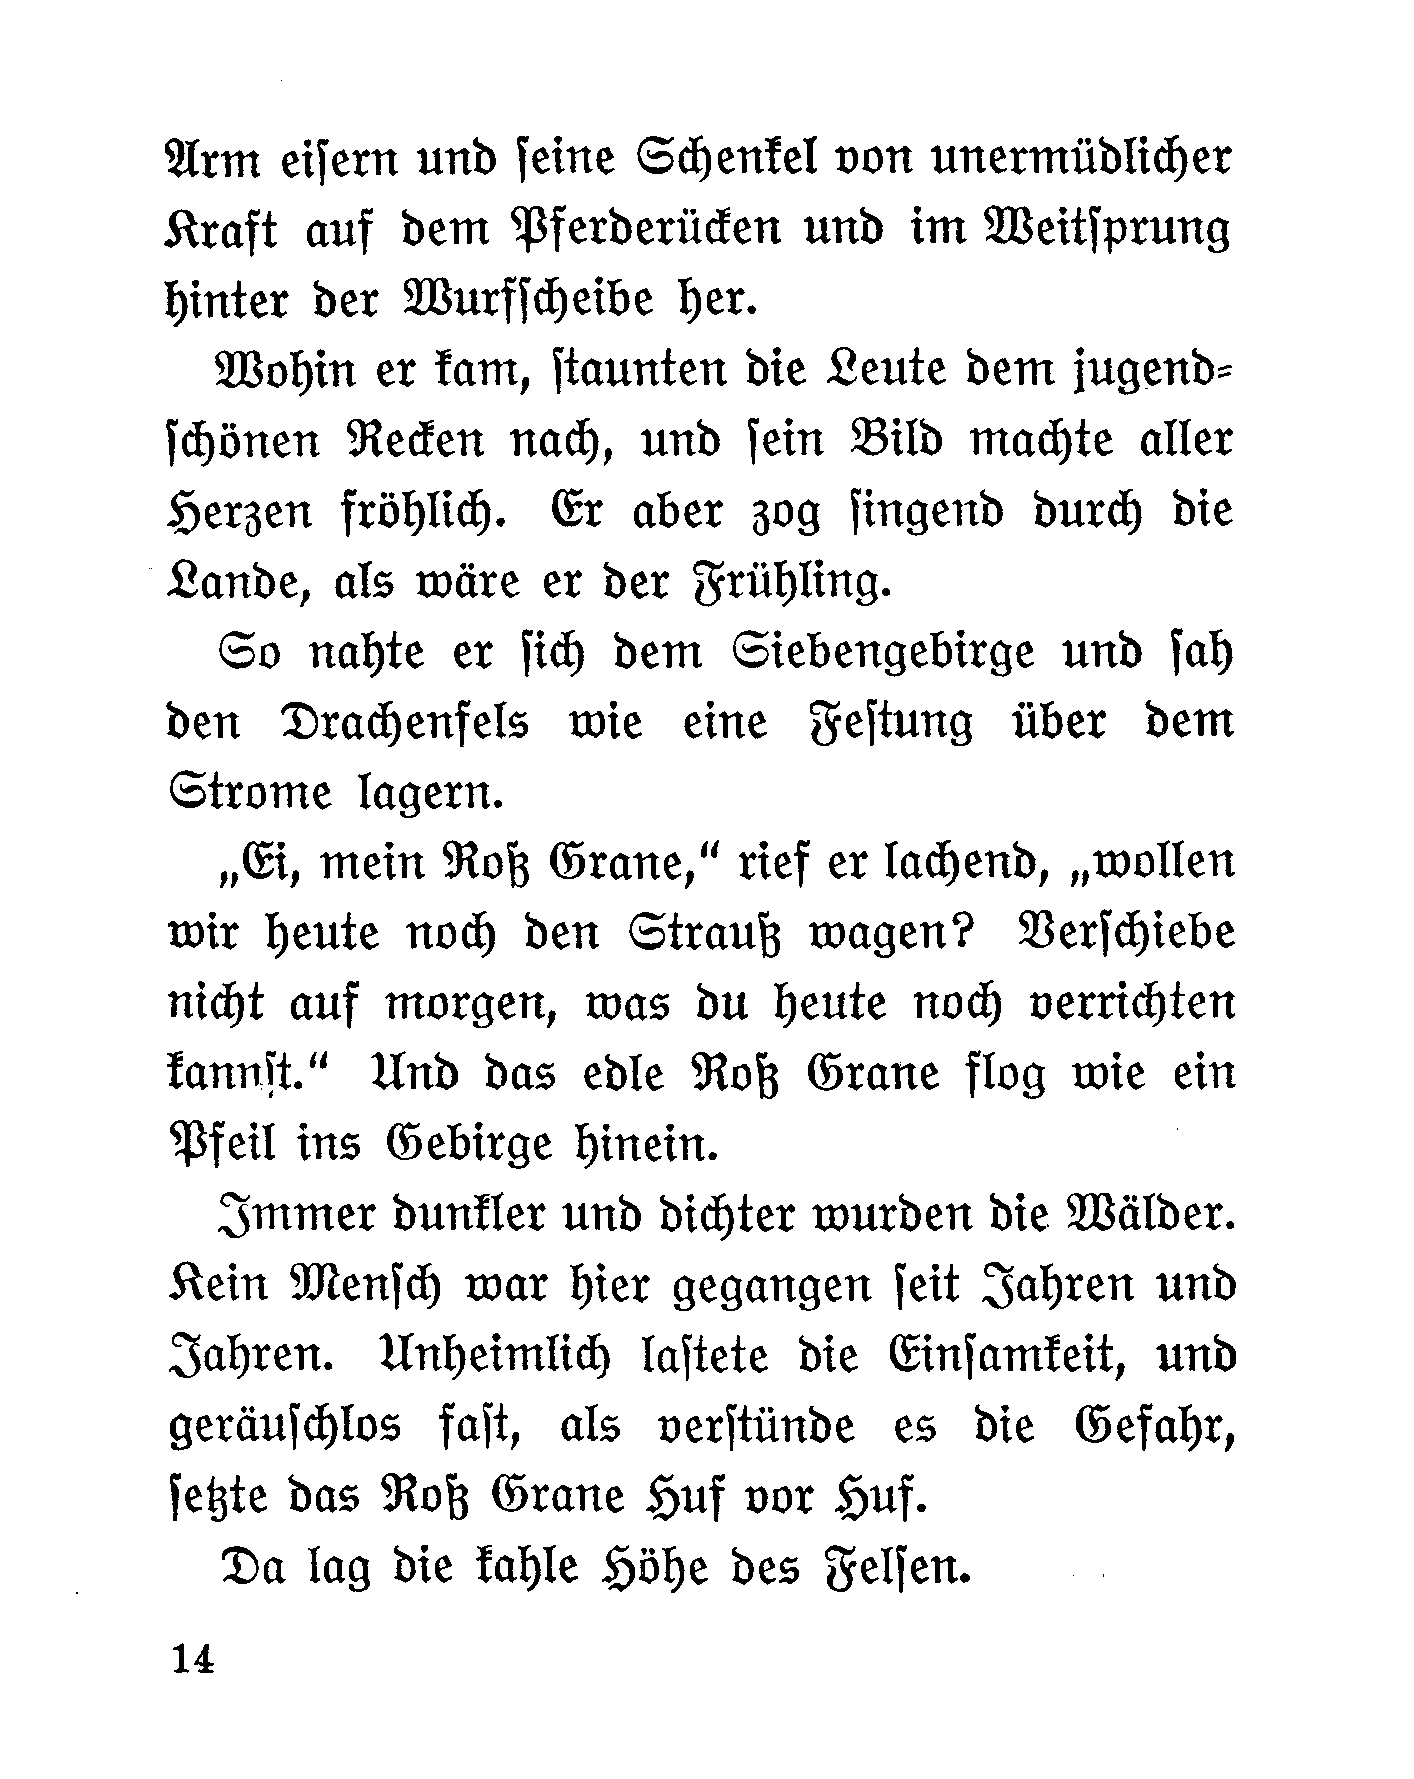 Arm eiſern und ſeine Schenkel von unermüdlicher
Kraft auf dem Pferderücken und im Weitſprung
hinter der Wurfſcheibe her.
Wohin er kam, ſtaunten die Leute dem jugend⸗
ſchönen Recken nach, und ſein Bild machte aller
Herzen fröhlich. Er aber zog ſingend durch die
Lande, als wäre er der Frühling.
So nahte er ſich dem Siebengebirge und ſah
den Drachenfels wie eine Feſtung über dem
Strome lagern.
„Ei, mein Roß Grane,“ rief er lachend, „wollen
wir heute noch den Strauß wagen? Verſchiebe
nicht auf morgen, was du heute noch verrichten
kannſt.“ Und das edle Roß Grane flog wie ein
Pfeil ins Gebirge hinein.
Immer dunkler und dichter wurden die Wälder.
Kein Menſch war hier gegangen ſeit Jahren und
Jahren. Unheimlich laſtete die Einſamkeit, und
geräuſchlos faſt, als verſtünde es die Gefahr,
ſetzte das Roß Grane Huf vor Huf.
Da lag die kahle Höhe des Felſen.
14